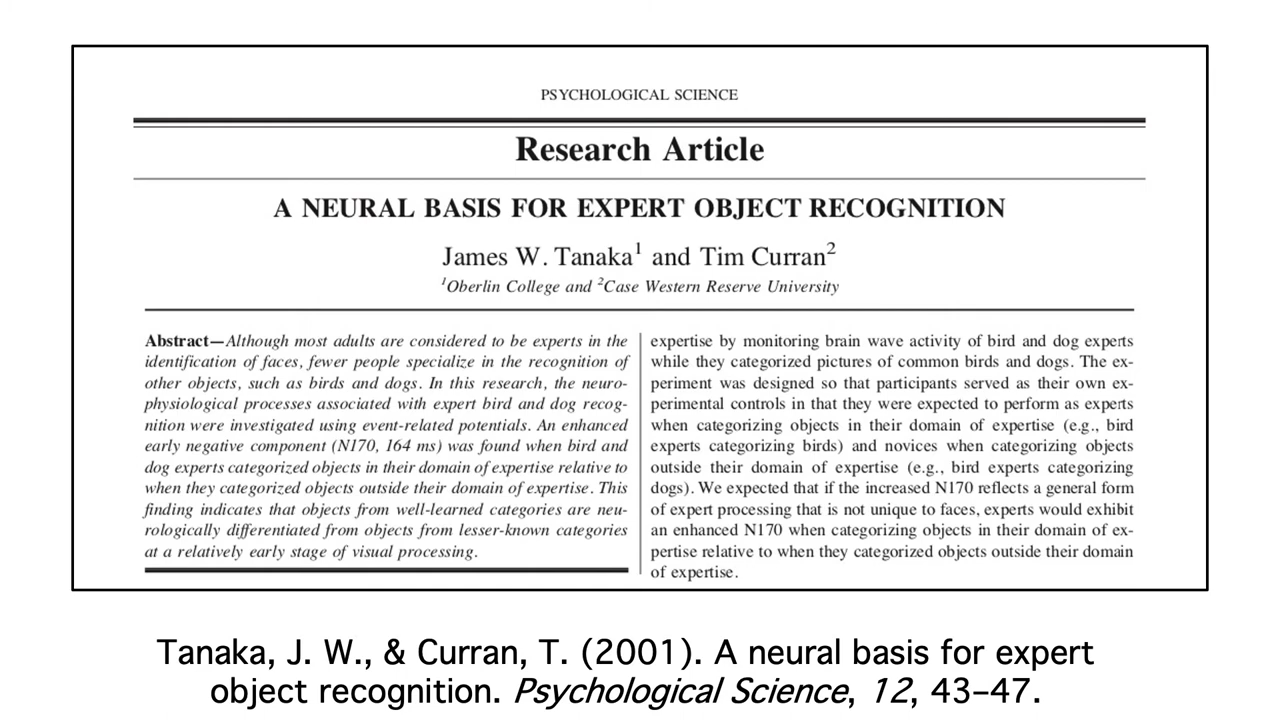 PSYCHOLOGICAL SCIENCE
Research Article
A NEURAL BASIS FOR EXPERT OBJECT RECOGNITION
James W. Tanaka1 and Tim Curran2
1Oberlin College and 2Case Western Reserve University
Abstract—Although most adults are considered to be experts in the
identification of faces, fewer people specialize in the recognition of
other objects, such as birds and dogs. In this research, the neuro-
physiological processes associated with expert bird and dog recog-
nition were investigated using event-related potentials. An enhanced
early negative component (N170, 164 ms) was found when bird and
dog experts categorized objects in their domain of expertise relative to
when they categorized objects outside their domain of expertise. This
finding indicates that objects from well-learned categories are neu-
rologically differentiated from objects from lesser-known categories
at a relatively early stage of visual processing.
expertise by monitoring brain wave activity of bird and dog experts
while they categorized pictures of common birds and dogs. The ex-
periment was designed so that participants served as their own ex-
perimental controls in that they were expected to perform as experts
when categorizing objects in their domain of expertise (e.g., bird
experts categorizing birds) and novices when categorizing objects
outside their domain of expertise (e.g., bird experts categorizing
dogs). We expected that if the increased N170 reflects a general form
of expert processing that is not unique to faces, experts would exhibit
an enhanced N170 when categorizing objects in their domain of ex-
pertise relative to when they categorized objects outside their domain
of expertise.
Tanaka, J. W., & Curran, T. (2001). A neural basis for expert
object recognition. Psychological Science, 12, 43–47.